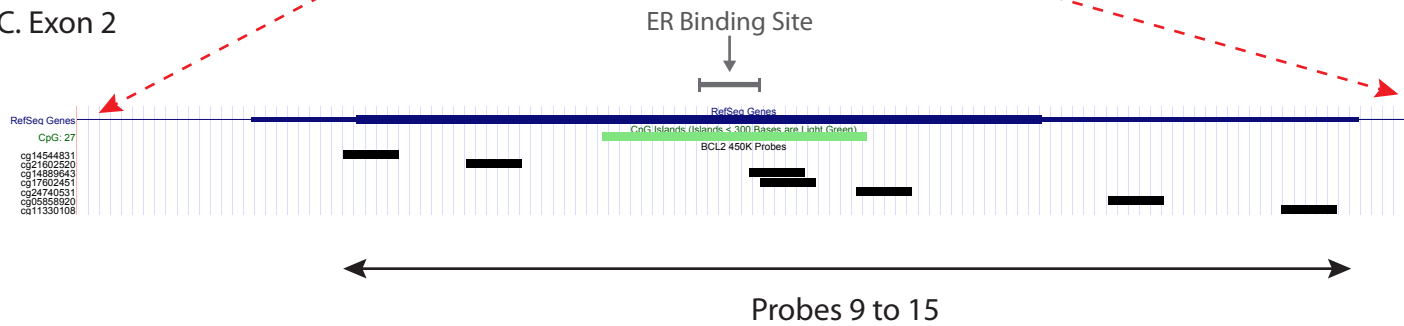 C. Exon 2
ER Binding Site
RefSeq Genes
RefSeq Genes
CpG Islands (Islands < 300 Bases are Light Green)
CpG: 27
BCL2 450K Probes
cg14544831
cg21602520
cg14889643
cg17602451
cg24740531
cg05858920
cg11330108
Probes 9 to 15